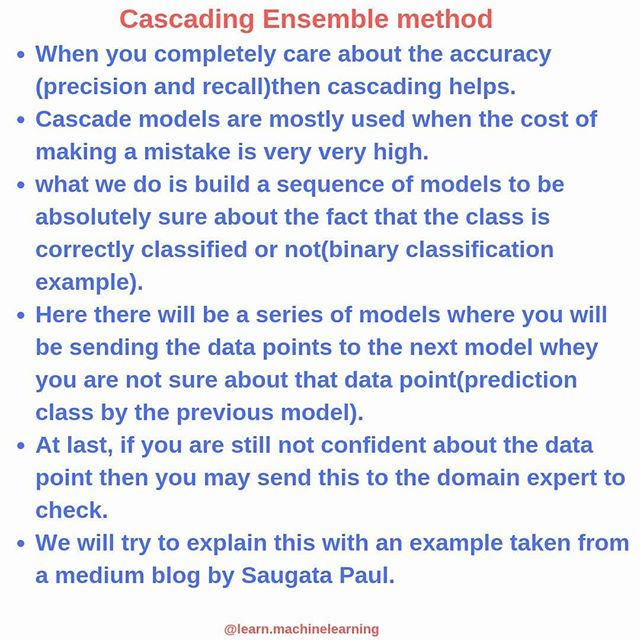 Cascading Ensemble method
• When you completely care about the accuracy
(precision and recall)then cascading helps.
• Cascade models are mostly used when the cost of
making a mistake is very very high.
• what we do is build a sequence of models to be
absolutely sure about the fact that the class is
correctly classified or not(binary classification
example).
• Here there will be a series of models where you will
be sending the data points to the next model whey
you are not sure about that data point(prediction
class by the previous model).
• At last, if you are still not confident about the data
point then you may send this to the domain expert to
check.
• We will try to explain this with an example taken from
a medium blog by Saugata Paul.
@learn.machinelearning